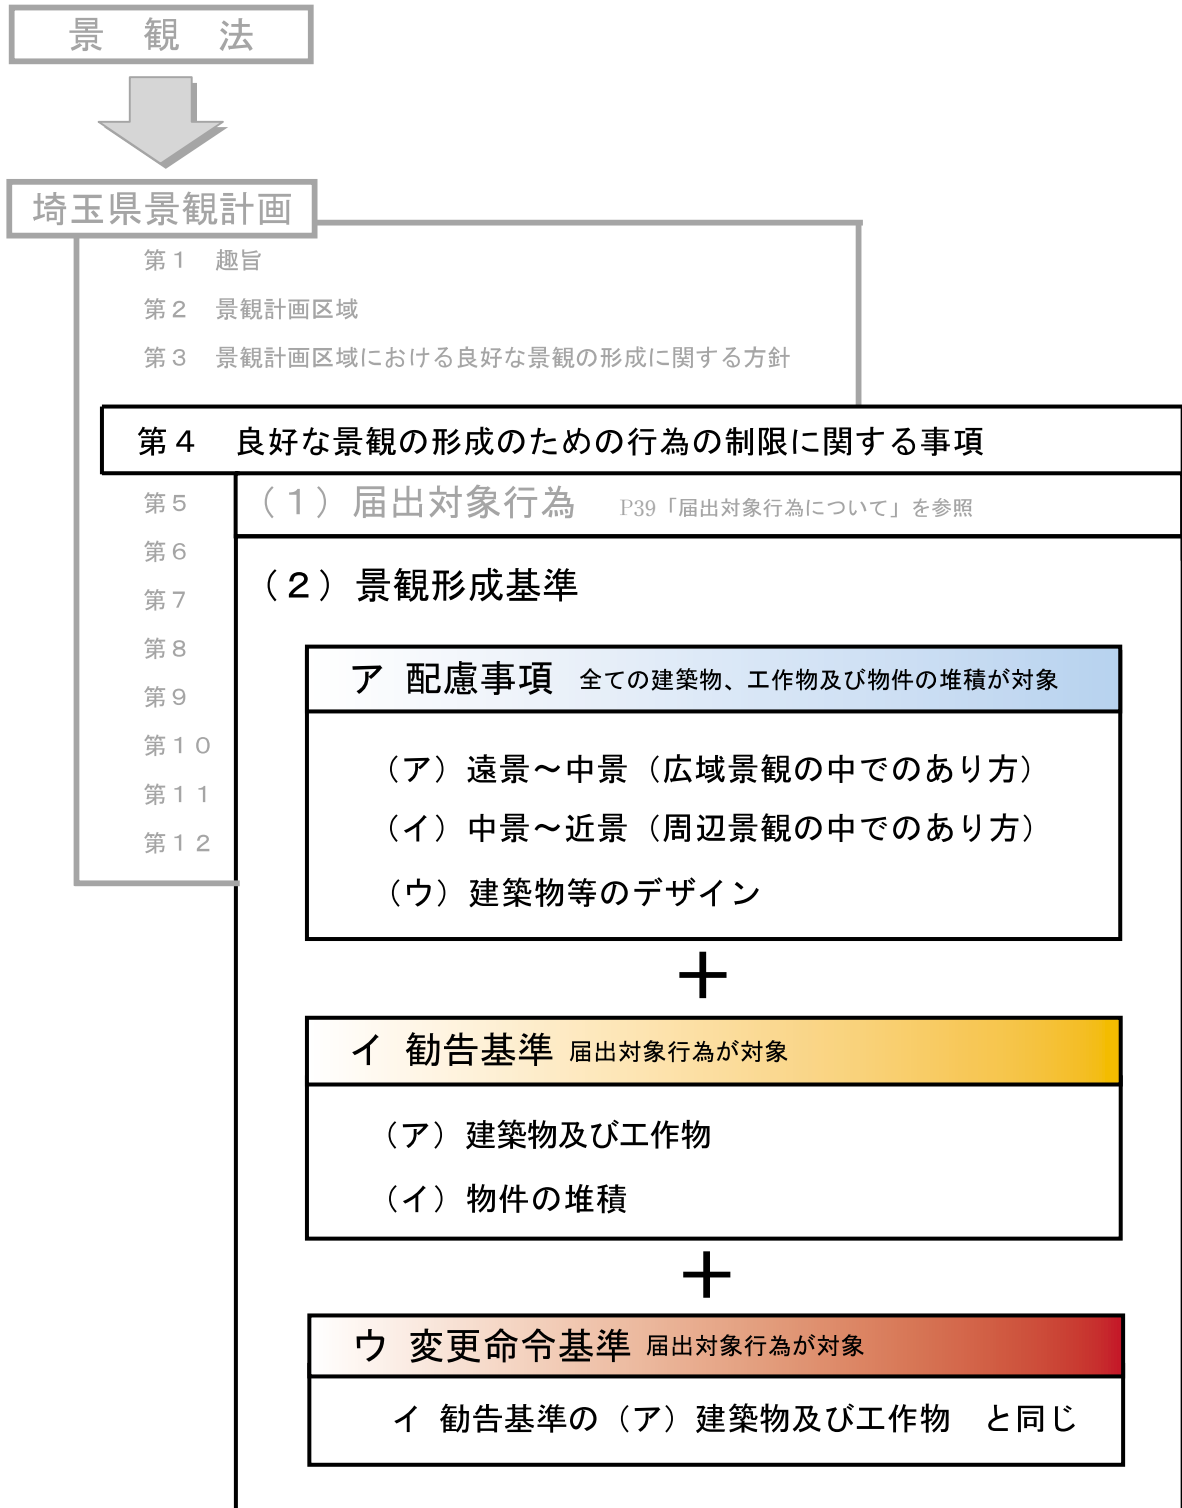 景　観　法
埼玉県景観計画
第１　趣旨
第２　景観計画区域
第３　景観計画区域における良好な景観の形成に関する方針
第４　良好な景観の形成のための行為の制限に関する事項
第５
（１）届出対象行為　P39「届出対象行為について」を参照
第６
（２）景観形成基準
第７
第８
ア 配慮事項　全ての建築物、工作物及び物件の堆積が対象
第９
第１０
（ア）遠景～中景（広域景観の中でのあり方）
第１１
（イ）中景～近景（周辺景観の中でのあり方）
第１２
（ウ）建築物等のデザイン
＋
イ 勧告基準 届出対象行為が対象
（ア）建築物及び工作物
（イ）物件の堆積
＋
ウ 変更命令基準 届出対象行為が対象
イ 勧告基準の（ア）建築物及び工作物　と同じ